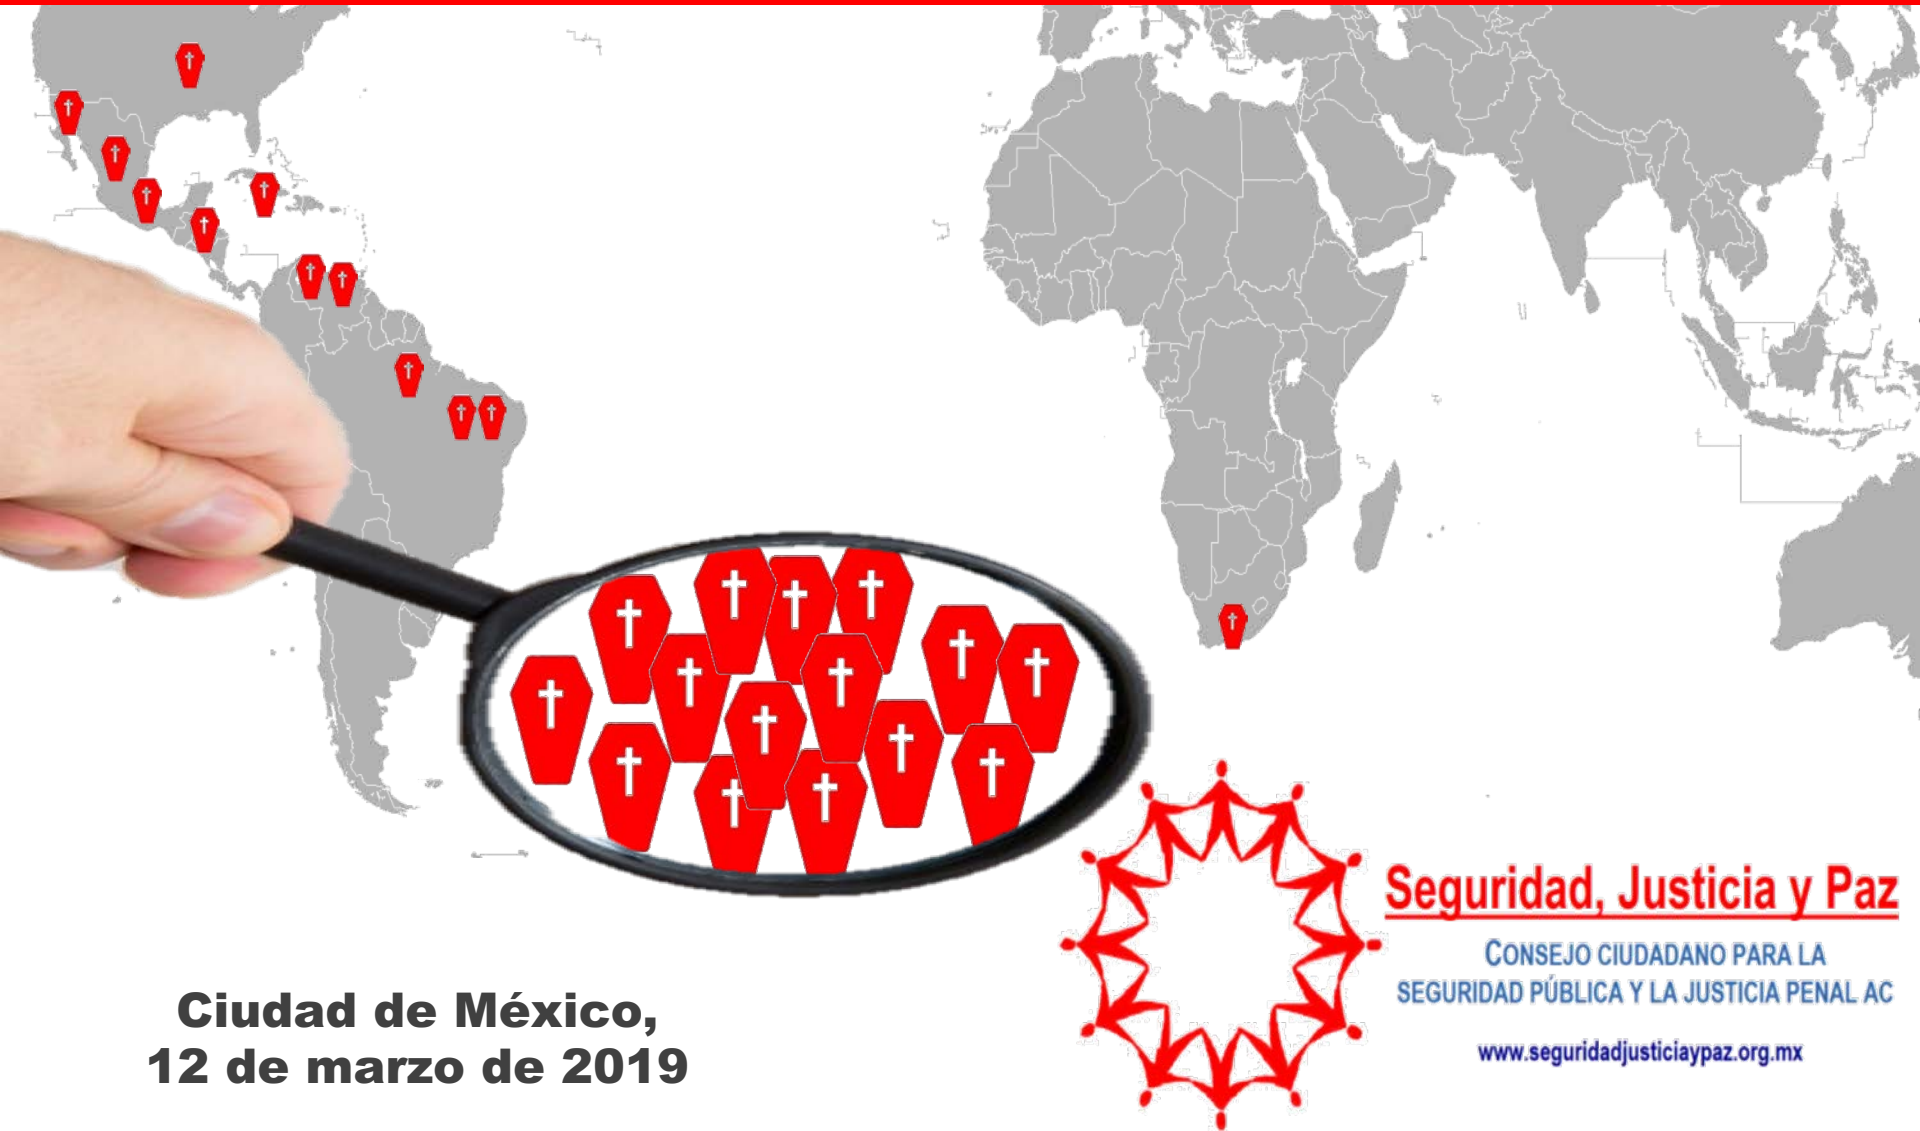 Seguridad, Justicia y Paz
CONSEJO CIUDADANO PARA LA
SEGURIDAD PÚBLICA Y LA JUSTICIA PENAL AC
www.seguridadjusticiaypaz.org.mx
Ciudad de México,
12 de marzo de 2019